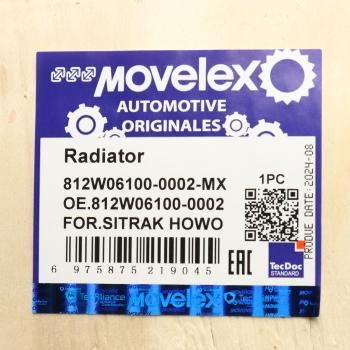 Movelex
AUTOMOTIVE
ORIGINALES
Radiator
812W06100-0002-MX
OE.812W06100-0002
FOR.SITRAK HOWO
1PC
PRODUE DATE:2024-08
6 975875 219045
EAC
TecDoc
STANDARD
Movelex